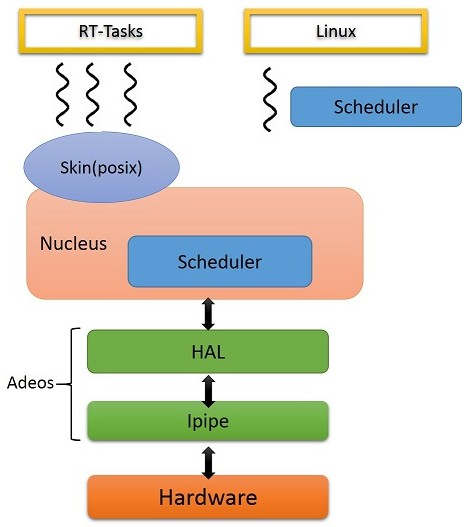 RT-Tasks
Linux
Scheduler
Skin(posix)
Nucleus
Scheduler
HAL
Adeos
Ipipe
Hardware